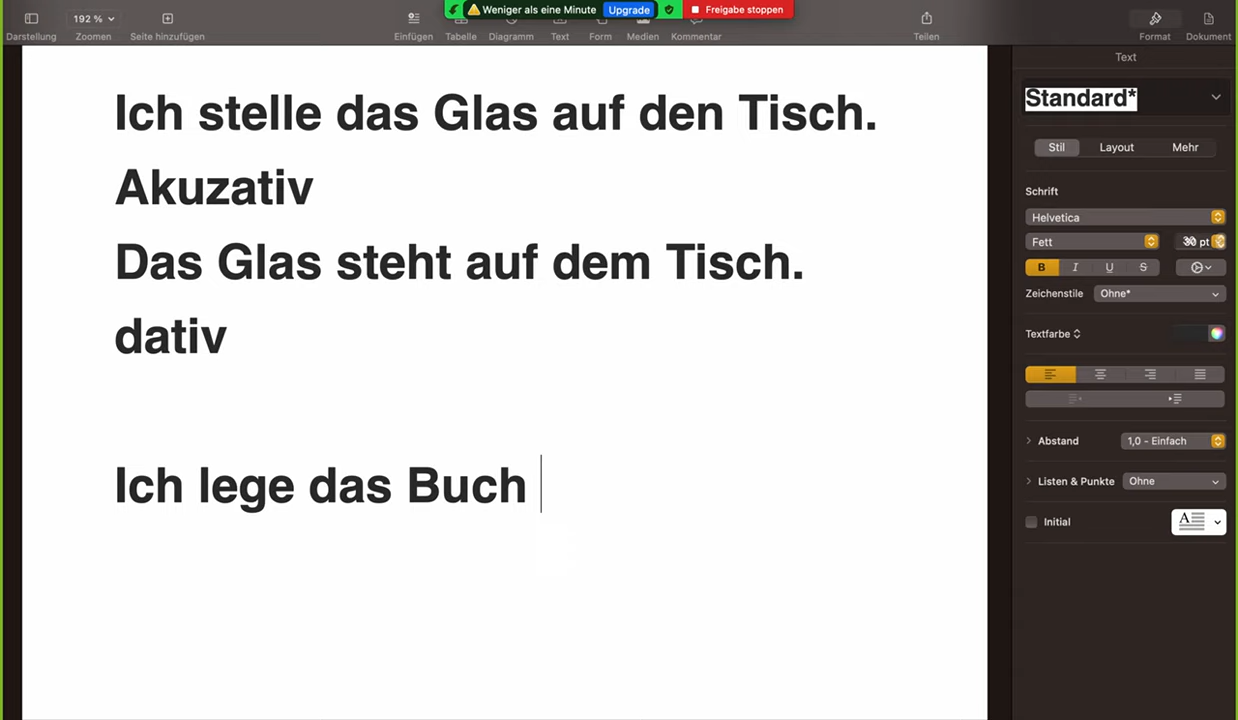 Weniger als eine Minute Upgrade Freigabe stoppen
192 %
Darstellung Zoomen Seite hinzufügen Einfügen Tabelle Diagramm Text Form Medien Kommentar Teilen Format Dokument
Text
Standard*
Stil Layout Mehr
Schrift
Helvetica
Fett pt
B I U S
Zeichenstile Ohne*
Textfarbe
Abstand 1,0 - Einfach
Listen & Punkte Ohne
Initial A
Ich stelle das Glas auf den Tisch.
Akuzativ
Das Glas steht auf dem Tisch.
dativ
Ich lege das Buch